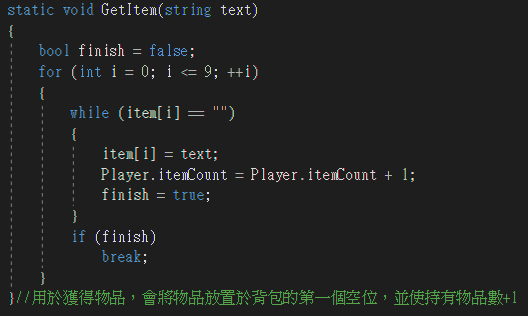 static void GetItem(string text)
{
bool finish = false;
for (int i = 0; i <= 9; ++i)
{
while (item[i] == "")
{
item[i] = text;
Player.itemCount = Player.itemCount + 1;
finish = true;
}
if (finish)
break;
}
}//用於獲得物品，會將物品放置於背包的第一個空位，並使持有物品數+1